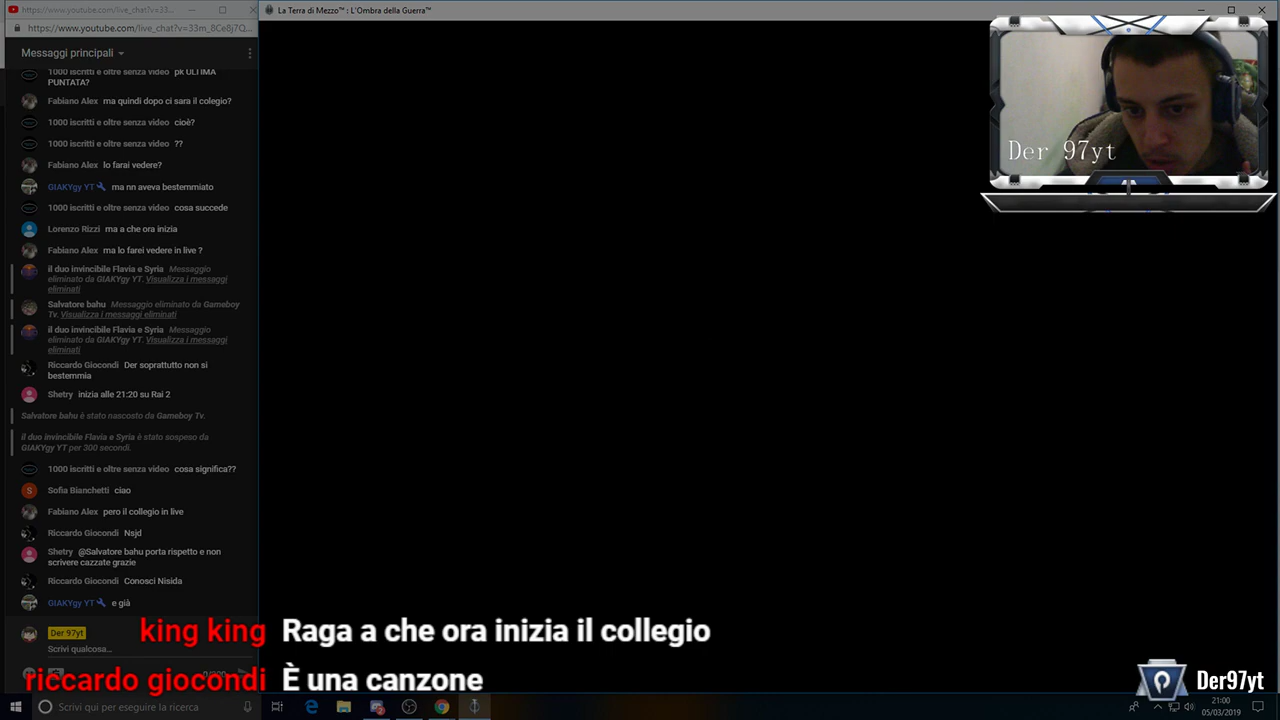 https://www.youtube.com/live_chat?v=33m_8Ce8j7Q...
La Terra di Mezzo™ : L'Ombra della Guerra™
https://www.youtube.com/live_chat?v=33m_8Ce8j7Q...
Messaggi principali
1000 iscritti e oltre senza video pk ULTIMA
PUNTATA?
Fabiano Alex ma quindi dopo ci sara il colegio?
1000 iscritti e oltre senza video cioè?
1000 iscritti e oltre senza video ??
Fabiano Alex lo farai vedere?
GIAKYgy YT ma nn aveva bestemmiato
1000 iscritti e oltre senza video cosa succede
Lorenzo Rizzi ma a che ora inizia
Fabiano Alex ma lo farei vedere in live ?
il duo invincibile Flavia e Syria Messaggio
eliminato da GIAKYgy YT. Visualizza i messaggi
eliminati
Salvatore bahu Messaggio eliminato da Gameboy
Tv. Visualizza i messaggi eliminati
il duo invincibile Flavia e Syria Messaggio
eliminato da GIAKYgy YT. Visualizza i messaggi
eliminati
Riccardo Giocondi Der soprattutto non si
bestemmia
Shetry inizia alle 21:20 su Rai 2
Salvatore bahu è stato nascosto da Gameboy Tv.
il duo invincibile Flavia e Syria è stato sospeso da
GIAKYgy YT per 300 secondi.
1000 iscritti e oltre senza video cosa significa??
S
Sofia Bianchetti ciao
Fabiano Alex pero il collegio in live
Riccardo Giocondi Nsjd
Shetry @Salvatore bahu porta rispetto e non
scrivere cazzate grazie
Riccardo Giocondi Conosci Nisida
GIAKYgy YT e già
Der 97yt
Scrivi qualcosa...
king king Raga a che ora inizia il collegio
riccardo giocondi È una canzone
Der 97yt
Der97yt
Scrivi qui per eseguire la ricerca
21:00
05/03/2019